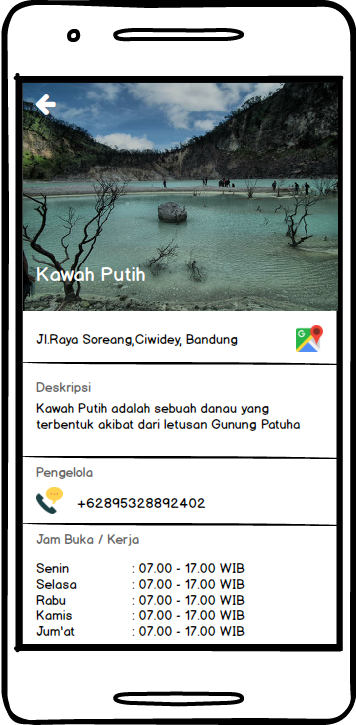 Kawah Putih
Jl.Raya Soreang,Ciwidey, Bandung
Deskripsi
Kawah Putih adalah sebuah danau yang
terbentuk akibat dari letusan Gunung Patuha
Pengelola
+62895328892402
Jam Buka / Kerja
Senin : 07.00 - 17.00 WIB
Selasa : 07.00 - 17.00 WIB
Rabu : 07.00 - 17.00 WIB
Kamis : 07.00 - 17.00 WIB
Jum'at : 07.00 - 17.00 WIB